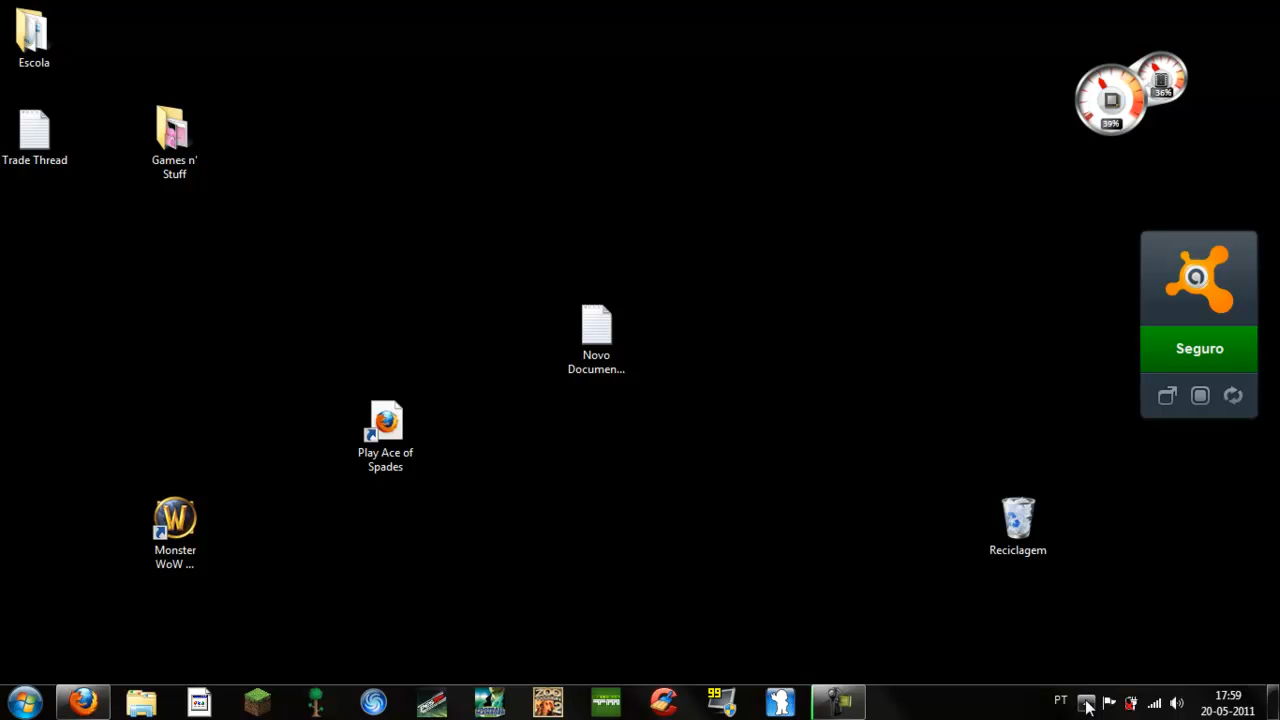 Escola
Trade Thread
Games n'
Stuff
39%
36%
Seguro
Novo
Documen...
Play Ace of
Spades
Monster
WoW ...
Reciclagem
99
PT
17:59
20-05-2011